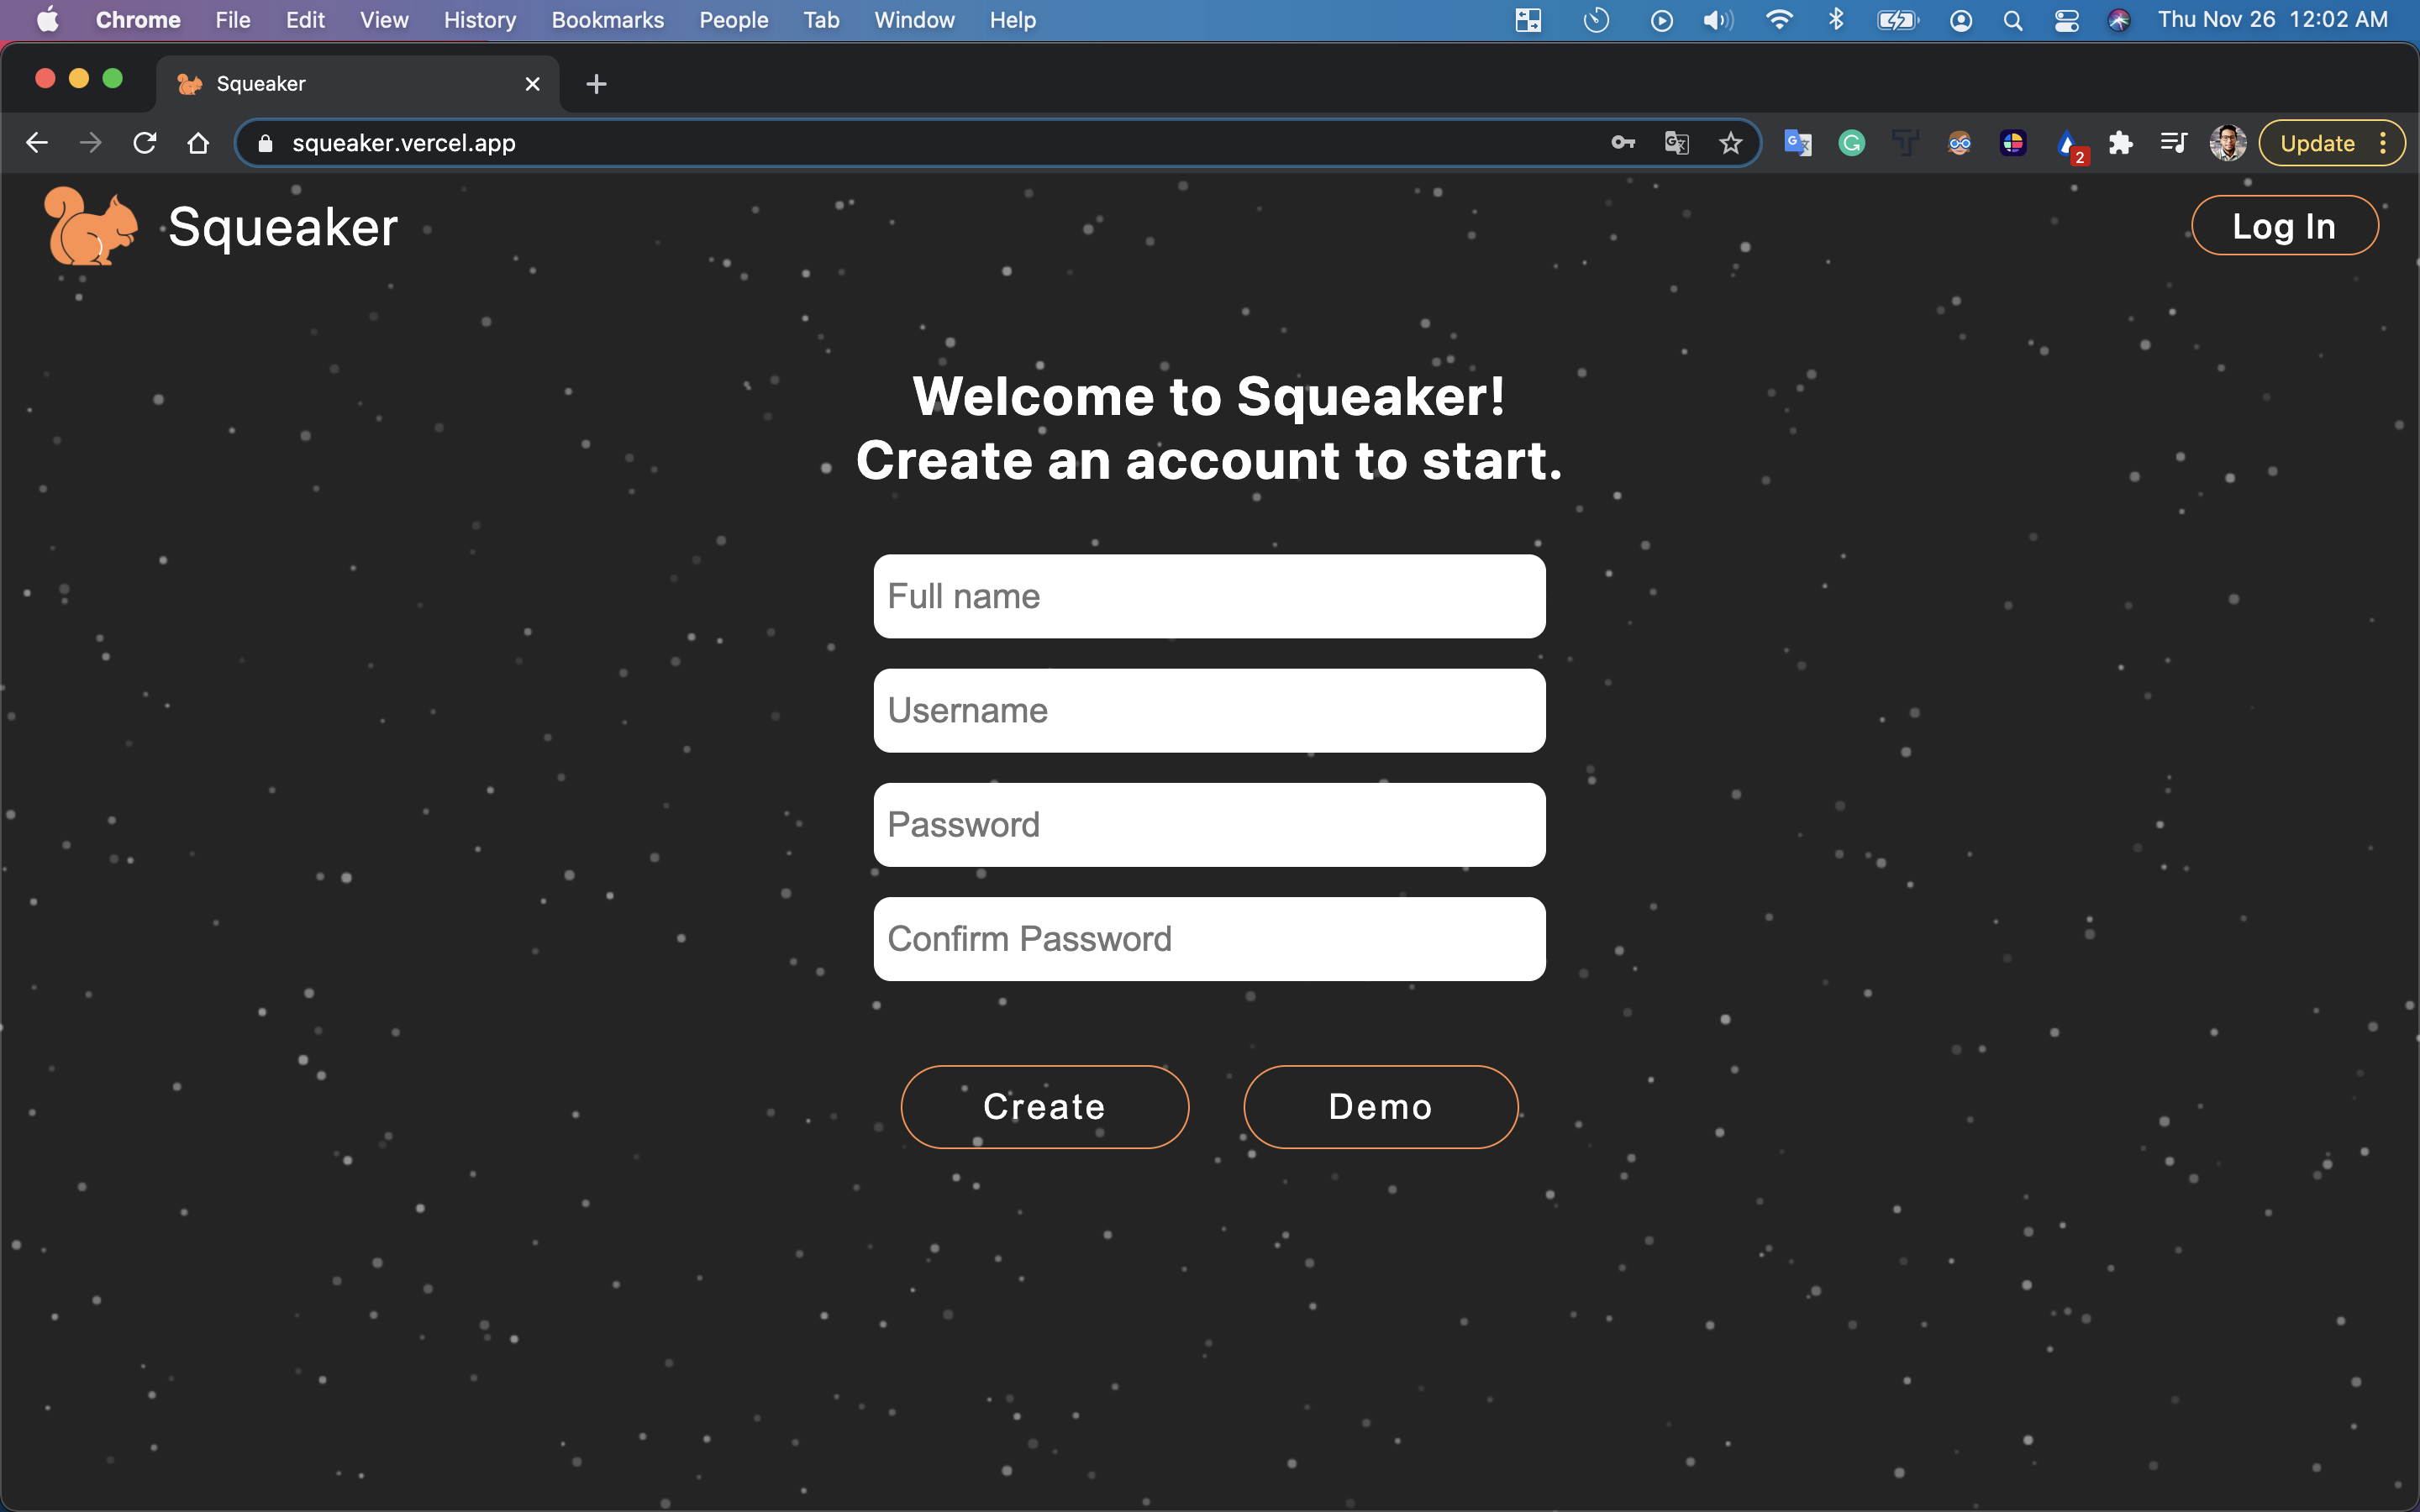 Chrome File Edit View History Bookmarks People Tab Window Help Thu Nov 26 12:02 AM
Squeaker
squeaker.vercel.app 2 Update
Squeaker Log In
Welcome to Squeaker!
Create an account to start.
Full name
Username
Password
Confirm Password
Create Demo